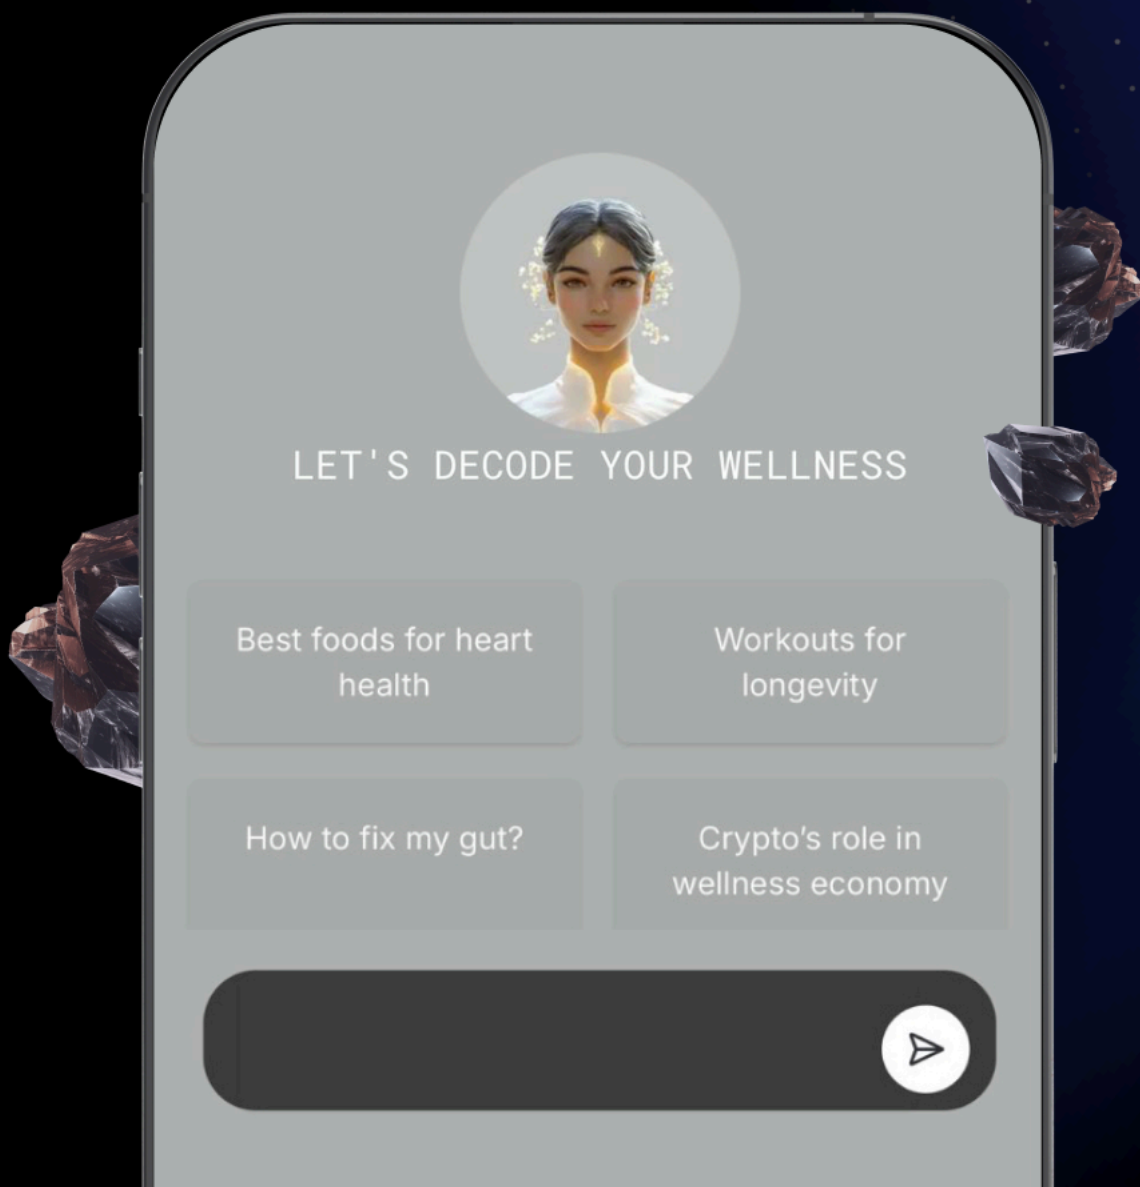 LET'S DECODE YOUR WELLNESS
Best foods for heart
health
Workouts for
longevity
How to fix my gut?
Crypto’s role in
wellness economy